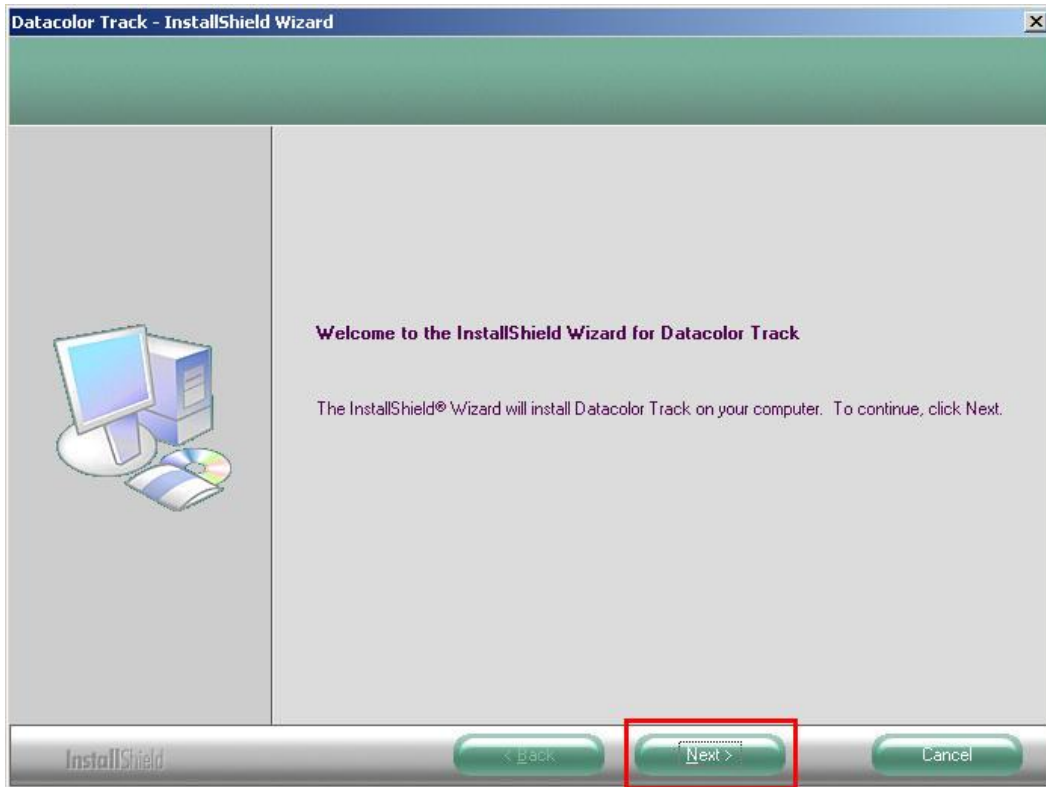 Datacolor Track - InstallShield Wizard
Welcome to the InstallShield Wizard for Datacolor Track
The InstallShield® Wizard will install Datacolor Track on your computer. To continue, click Next.
InstallShield
< Back
Next >
Cancel